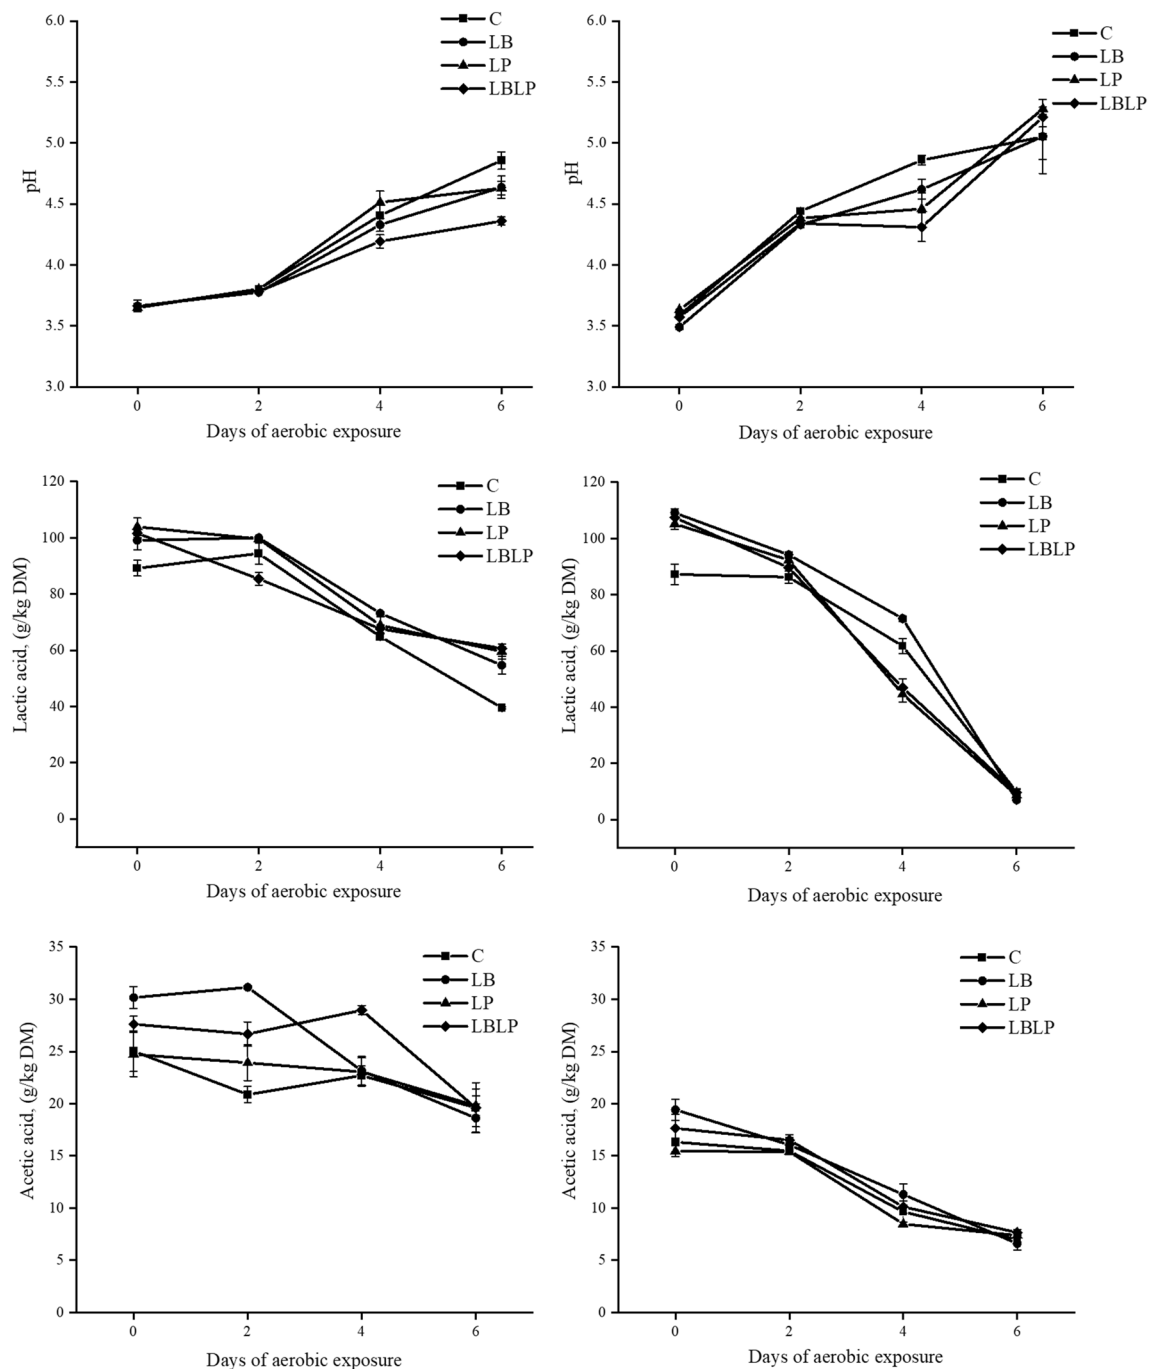 6.0
5.5
5.0
4.5
4.0
3.5
3.0
pH
0
2
4
6
Days of aerobic exposure
C
LB
LP
LBLP
6.0
5.5
5.0
4.5
4.0
3.5
3.0
pH
0
2
4
6
Days of aerobic exposure
C
LB
LP
LBLP
120
100
80
60
40
20
0
Lactic acid, (g/kg DM)
0
2
4
6
Days of aerobic exposure
C
LB
LP
LBLP
120
100
80
60
40
20
0
Lactic acid, (g/kg DM)
0
2
4
6
Days of aerobic exposure
C
LB
LP
LBLP
35
30
25
20
15
10
5
0
Acetic acid, (g/kg DM)
0
2
4
6
Days of aerobic exposure
C
LB
LP
LBLP
35
30
25
20
15
10
5
0
Acetic acid, (g/kg DM)
0
2
4
6
Days of aerobic exposure
C
LB
LP
LBLP